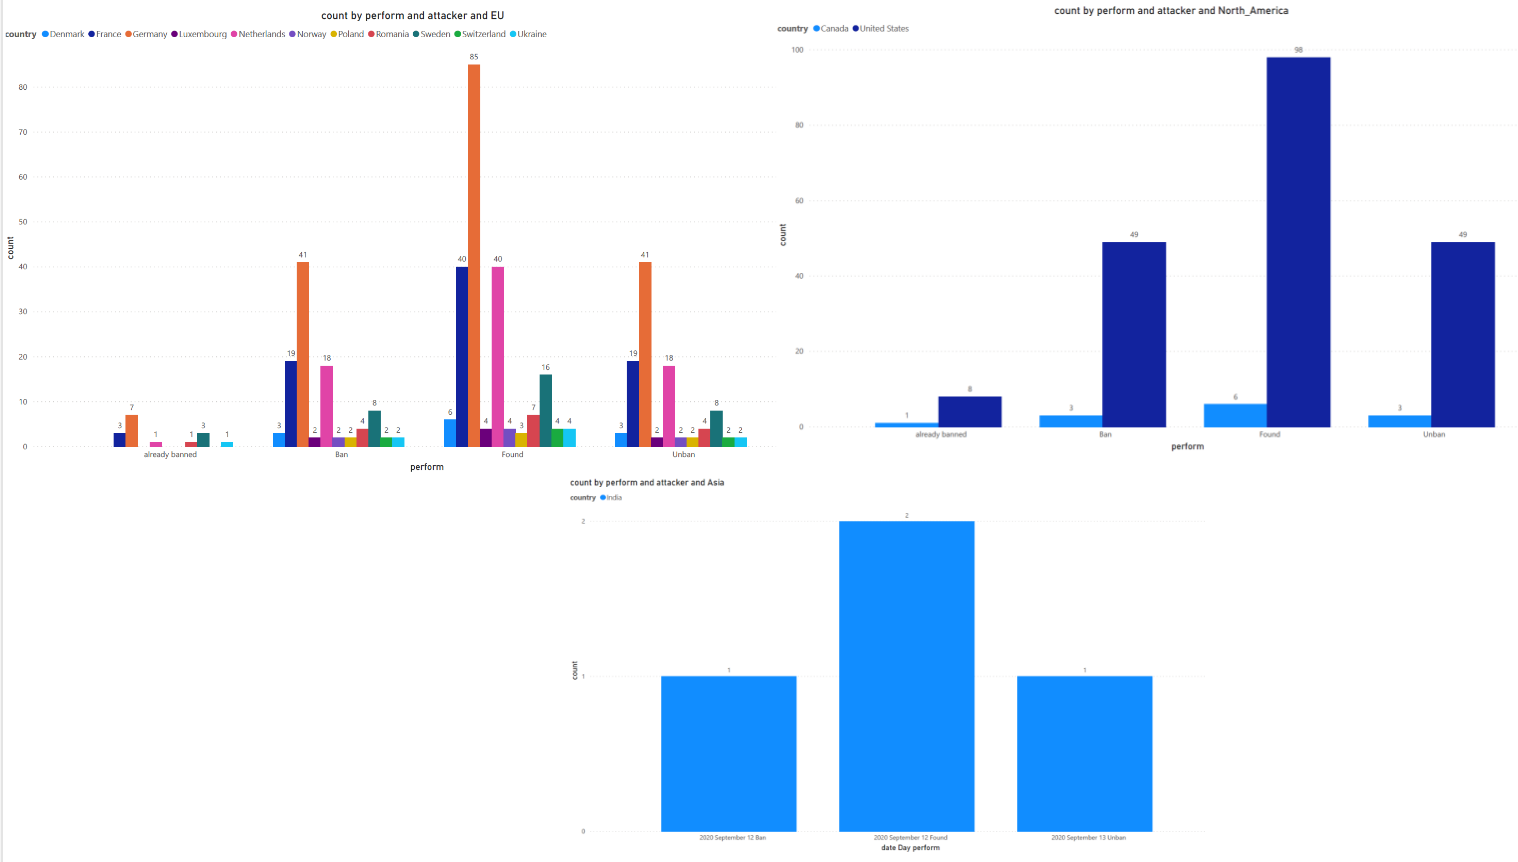 count by perform and attacker and EU
country Denmark France Germany Luxembourg Netherlands Norway Poland Romania Sweden Switzerland Ukraine
85
80
70
60
50
40
30
20
10
0
count
3 7 1 1 3 1
3 19 41 2 18 2 2 4 8 2 2
6 40 85 4 40 4 3 7 16 4 4
3 19 41 2 18 2 2 4 8 2 2
already banned Ban Found Unban
perform
count by perform and attacker and North_America
country Canada United States
100
80
60
40
20
0
count
1 8
3 49
6 98
3 49
already banned Ban Found Unban
perform
count by perform and attacker and Asia
country India
2
1
0
count
1 2 1
2020 September 12 Ban 2020 September 12 Found 2020 September 13 Unban
date Day perform